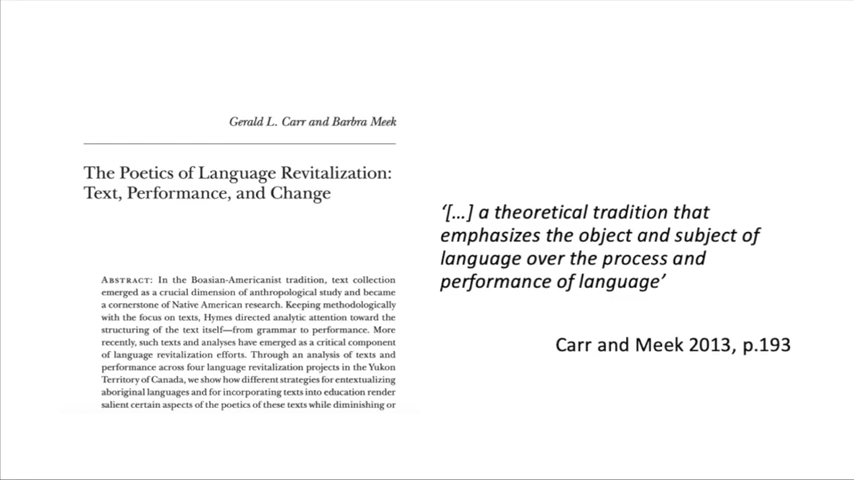 Gerald L. Carr and Barbra Meek
The Poetics of Language Revitalization:
Text, Performance, and Change
ABSTRACT: In the Boasian-Americanist tradition, text collection
emerged as a crucial dimension of anthropological study and became
a cornerstone of Native American research. Keeping methodologically
with the focus on texts, Hymes directed analytic attention toward the
structuring of the text itself—from grammar to performance. More
recently, such texts and analyses have emerged as a critical component
of language revitalization efforts. Through an analysis of texts and
performance across four language revitalization projects in the Yukon
Territory of Canada, we show how different strategies for entextualizing
aboriginal languages and for incorporating texts into education render
salient certain aspects of the poetics of these texts while diminishing or
‘[…] a theoretical tradition that
emphasizes the object and subject of
language over the process and
performance of language’
Carr and Meek 2013, p.193